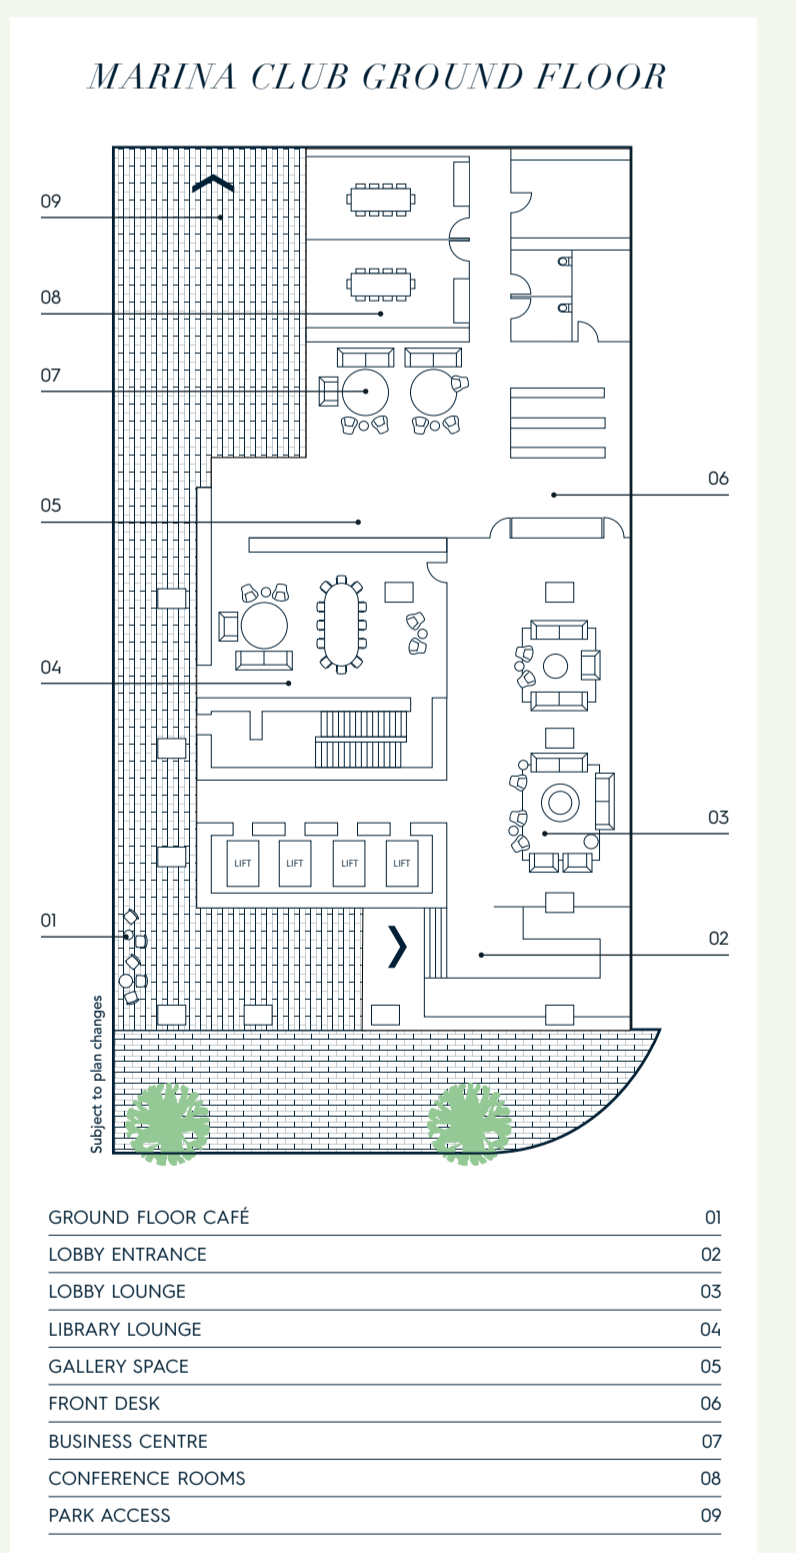 MARINA CLUB GROUND FLOOR
09
08
07
06
05
04
03
01
02
LIFT LIFT LIFT LIFT
Subject to plan changes
GROUND FLOOR CAFÉ 01
LOBBY ENTRANCE 02
LOBBY LOUNGE 03
LIBRARY LOUNGE 04
GALLERY SPACE 05
FRONT DESK 06
BUSINESS CENTRE 07
CONFERENCE ROOMS 08
PARK ACCESS 09